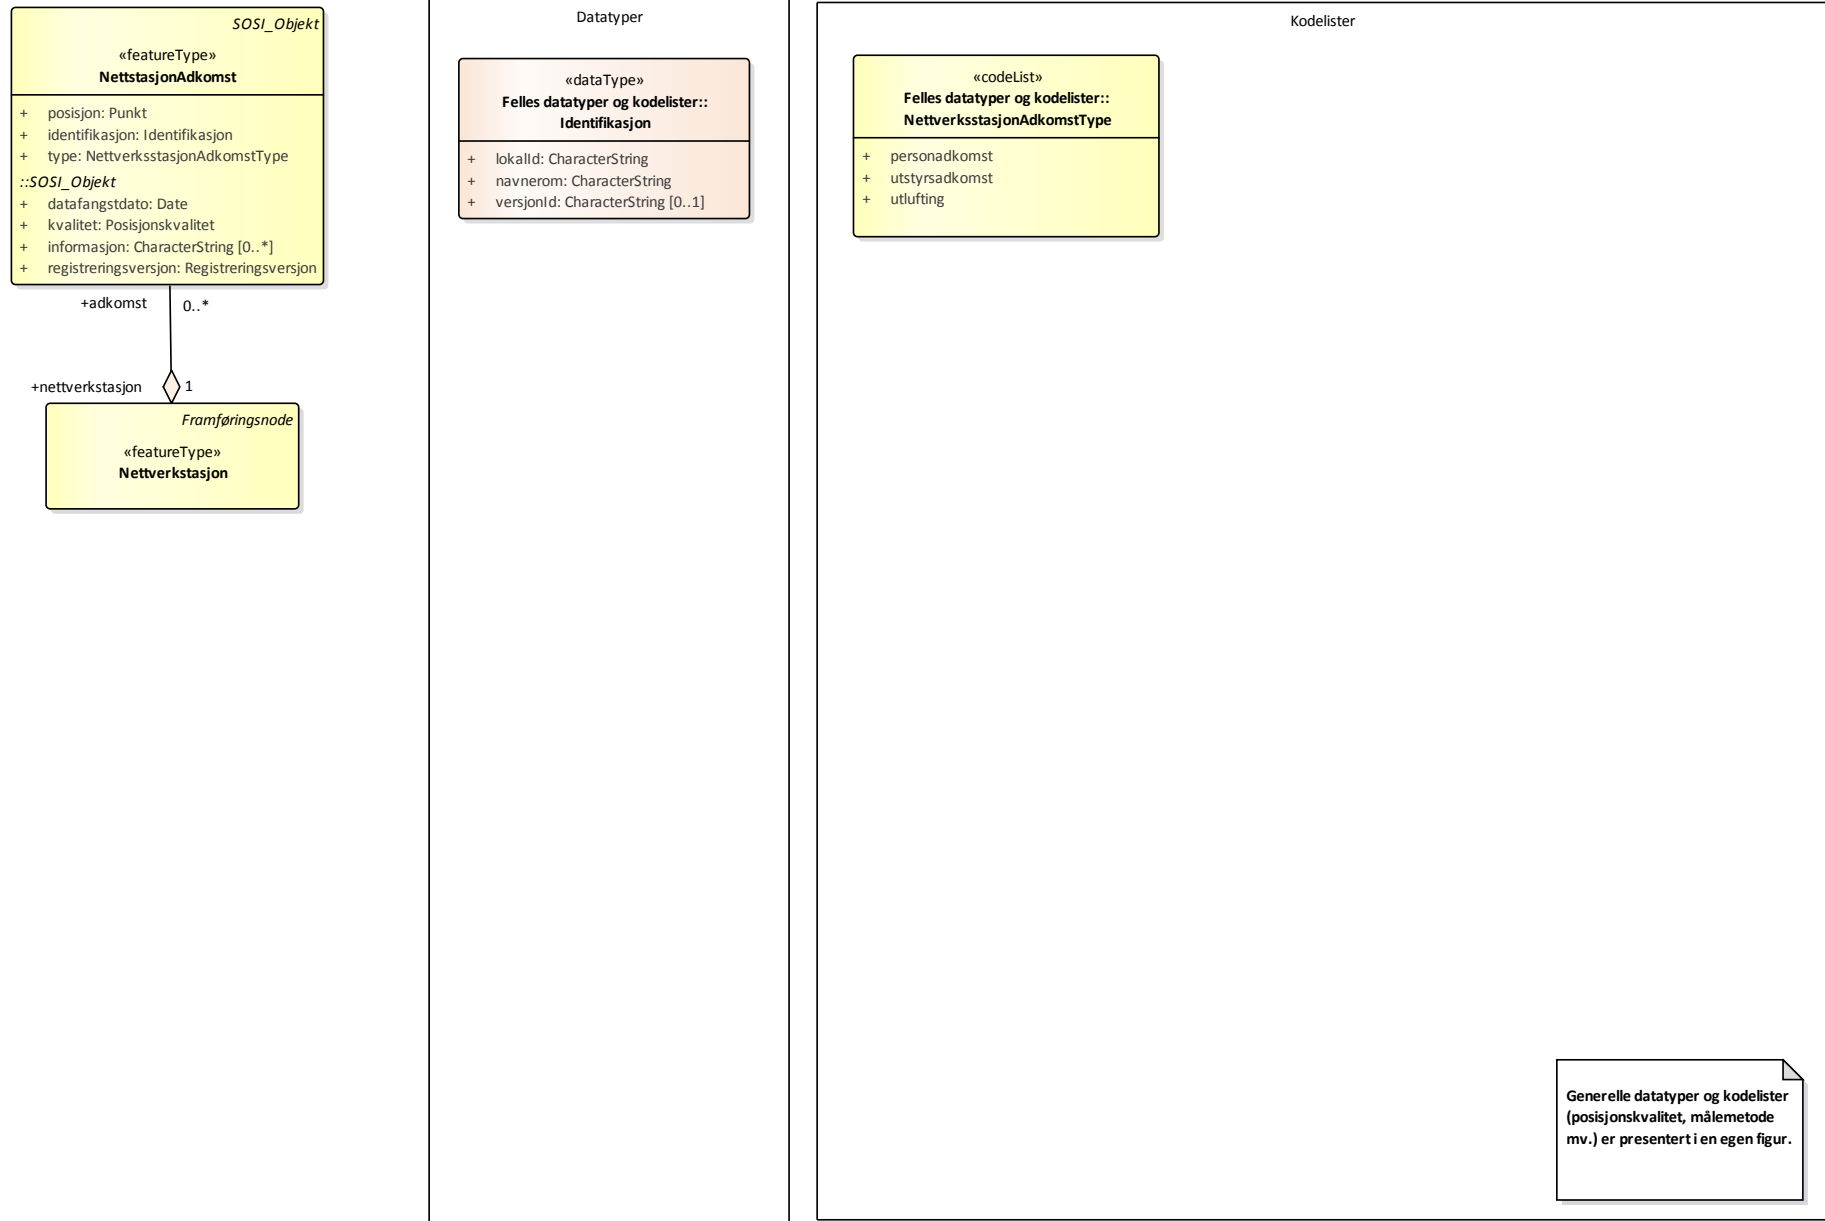 SOSI_Objekt
«featureType»
NettstasjonAdkomst
+ posisjon: Punkt
+ identifikasjon: Identifikasjon
+ type: NettverksstasjonAdkomstType
::SOSI_Objekt
+ datafangstdato: Date
+ kvalitet: Posisjonskvalitet
+ informasjon: CharacterString [0..*]
+ registreringsversjon: Registreringsversjon
+adkomst 0..*
+nettverkstasjon 1
Framføringsnode
«featureType»
Nettverkstasjon
Datatyper
«dataType»
Felles datatyper og kodelister::
Identifikasjon
+ lokalId: CharacterString
+ navnerom: CharacterString
+ versjonId: CharacterString [0..1]
Kodelister
«codeList»
Felles datatyper og kodelister::
NettverksstasjonAdkomstType
+ personadkomst
+ utstyrsadkomst
+ utlufting
Generelle datatyper og kodelister
(posisjonskvalitet, målemetode
mv.) er presentert i en egen figur.